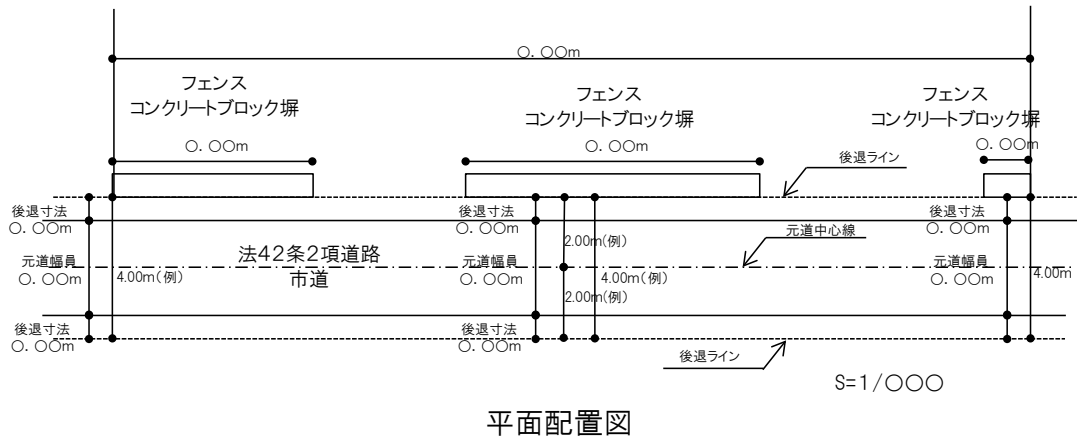 〇. 〇〇m
フェンス
コンクリートブロック塀
フェンス
コンクリートブロック塀
フェンス
コンクリートブロック塀
〇. 〇〇m
〇. 〇〇m
〇. 〇〇m
後退ライン
後退寸法
〇. 〇〇m
後退寸法
〇. 〇〇m
後退寸法
〇. 〇〇m
法42条2項道路
市道
2.00m(例)
元道中心線
元道幅員
〇. 〇〇m
4.00m(例)
元道幅員
〇. 〇〇m
4.00m(例)
元道幅員
〇. 〇〇m
4.00m
2.00m(例)
後退寸法
〇. 〇〇m
後退寸法
〇. 〇〇m
後退ライン
S=1/〇〇〇
平面配置図